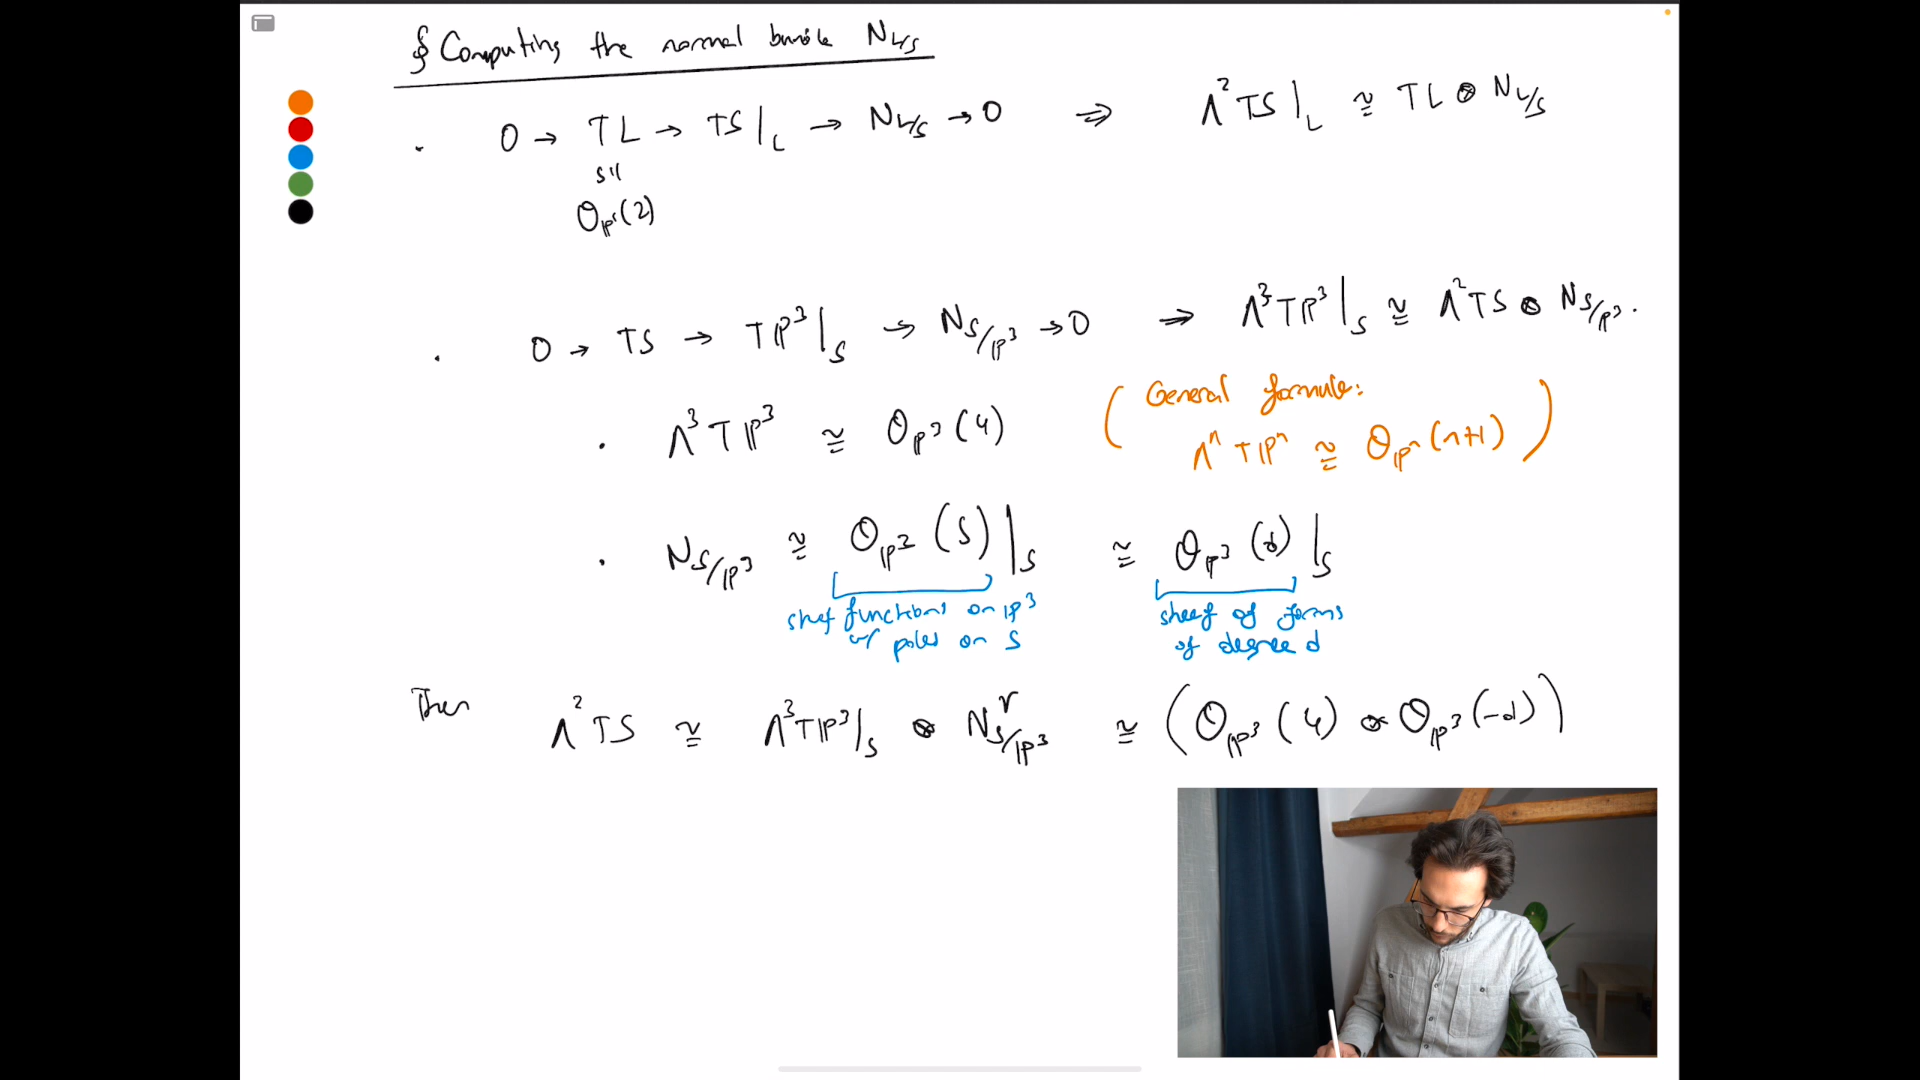 § Computing the normal bundle N_{L/S}
· 0 → TL → TS|_L → N_{L/S} → 0 ⇒ Λ²TS|_L ≅ TL ⊗ N_{L/S}
≅
O_{ℙ¹}(2)
· 0 → TS → Tℙ³|_S → N_{S/ℙ³} → 0 ⇒ Λ³Tℙ³|_S ≅ Λ²TS ⊗ N_{S/ℙ³}.
· Λ³Tℙ³ ≅ O_{ℙ³}(4) ( General formula:
Λⁿ Tℙⁿ ≅ O_{ℙⁿ}(n+1) )
· N_{S/ℙ³} ≅ O_{ℙ³}(S)|_S ≅ O_{ℙ³}(d)|_S
shef functions on ℙ³ sheef of forms
w/ poles on S of degree d
Then Λ²TS ≅ Λ³Tℙ³|_S ⊗ N^∨_{S/ℙ³} ≅ (O_{ℙ³}(4) ⊗ O_{ℙ³}(-d))